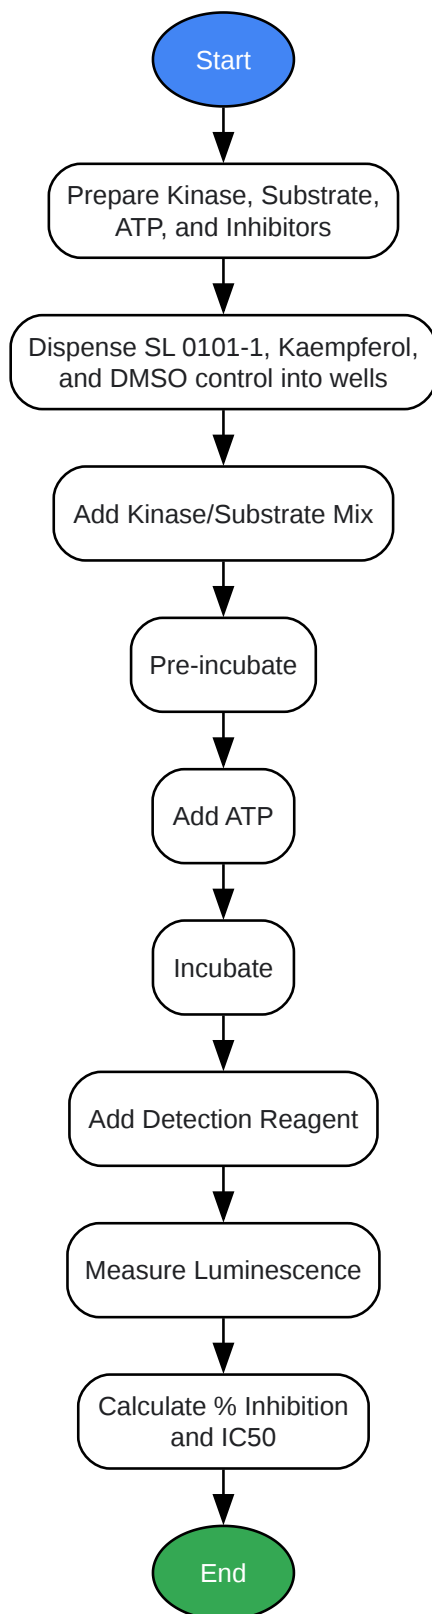 Start
Prepare Kinase, Substrate,
ATP, and Inhibitors
Dispense SL 0101-1, Kaempferol,
and DMSO control into wells
Add Kinase/Substrate Mix
Pre-incubate
Add ATP
Incubate
Add Detection Reagent
Measure Luminescence
Calculate % Inhibition
and IC50
End